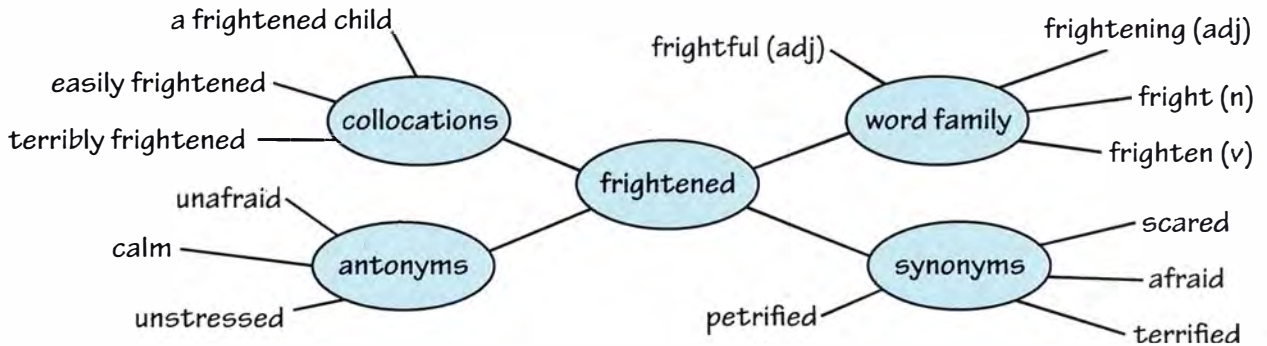 a frightened child
easily frightened
terribly frightened
collocations
frightful (adj)
frightening (adj)
fright (n)
frighten (v)
word family
frightened
unafraid
calm
unstressed
antonyms
synonyms
scared
afraid
terrified
petrified